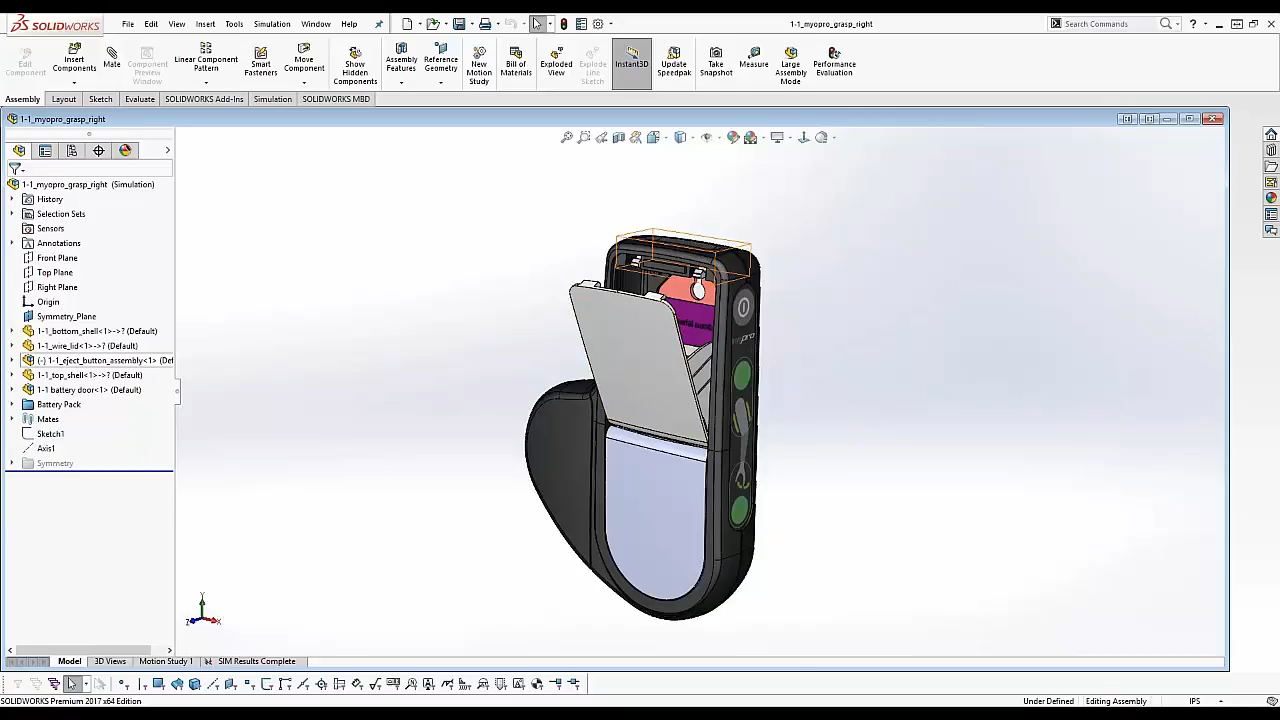 SOLIDWORKS File Edit View Insert Tools Simulation Window Help 1-1_myopro_grasp_right Search Commands
Edit Component
Insert Components
Mate
Component Preview Window
Linear Component Pattern
Smart Fasteners
Move Component
Show Hidden Components
Assembly Features
Reference Geometry
New Motion Study
Bill of Materials
Exploded View
Explode Line Sketch
Instant3D
Update Speedpak
Take Snapshot
Measure
Large Assembly Mode
Performance Evaluation
Assembly Layout Sketch Evaluate SOLIDWORKS Add-Ins Simulation SOLIDWORKS MBD
1-1_myopro_grasp_right
1-1_myopro_grasp_right (Simulation)
History
Selection Sets
Sensors
Annotations
Front Plane
Top Plane
Right Plane
Origin
Symmetry_Plane
1-1_bottom_shell<1>->? (Default)
1-1_wire_lid<1>->? (Default)
(-) 1-1_eject_button_assembly<1> (Def
1-1_top_shell<1>->? (Default)
1-1 battery door<1> (Default)
Battery Pack
Mates
Sketch1
Axis1
Symmetry
Y
Z X
Model 3D Views Motion Study 1 SIM Results Complete
SOLIDWORKS Premium 2017 x64 Edition Under Defined Editing Assembly IPS